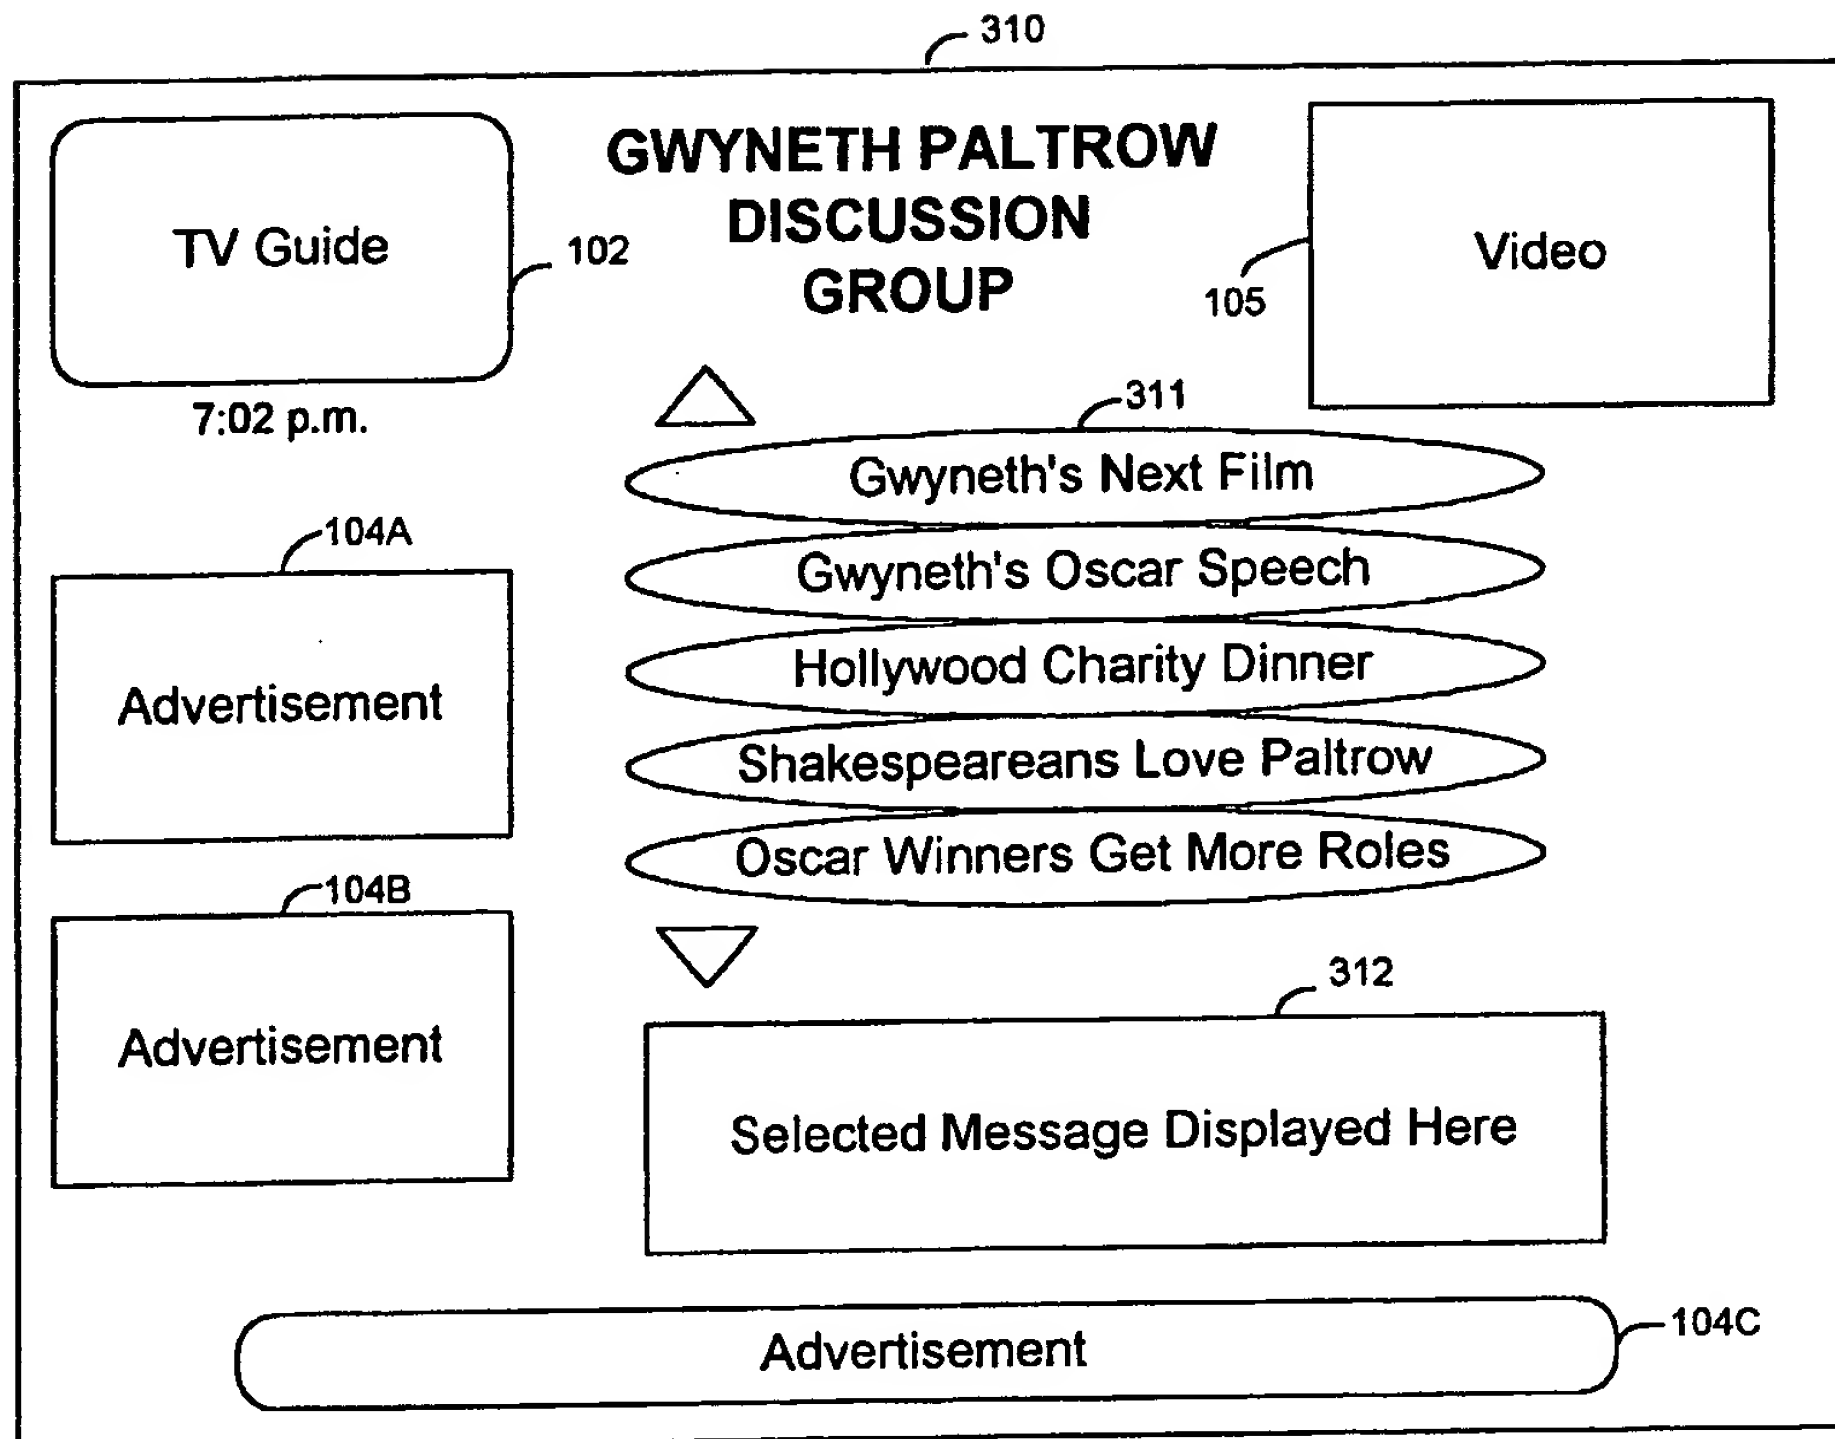 310
GWYNETH PALTROW
DISCUSSION
GROUP
TV Guide
102
7:02 p.m.
Video
105
311
Gwyneth's Next Film
Gwyneth's Oscar Speech
Hollywood Charity Dinner
Shakespeareans Love Paltrow
Oscar Winners Get More Roles
104A
Advertisement
104B
Advertisement
312
Selected Message Displayed Here
Advertisement
104C